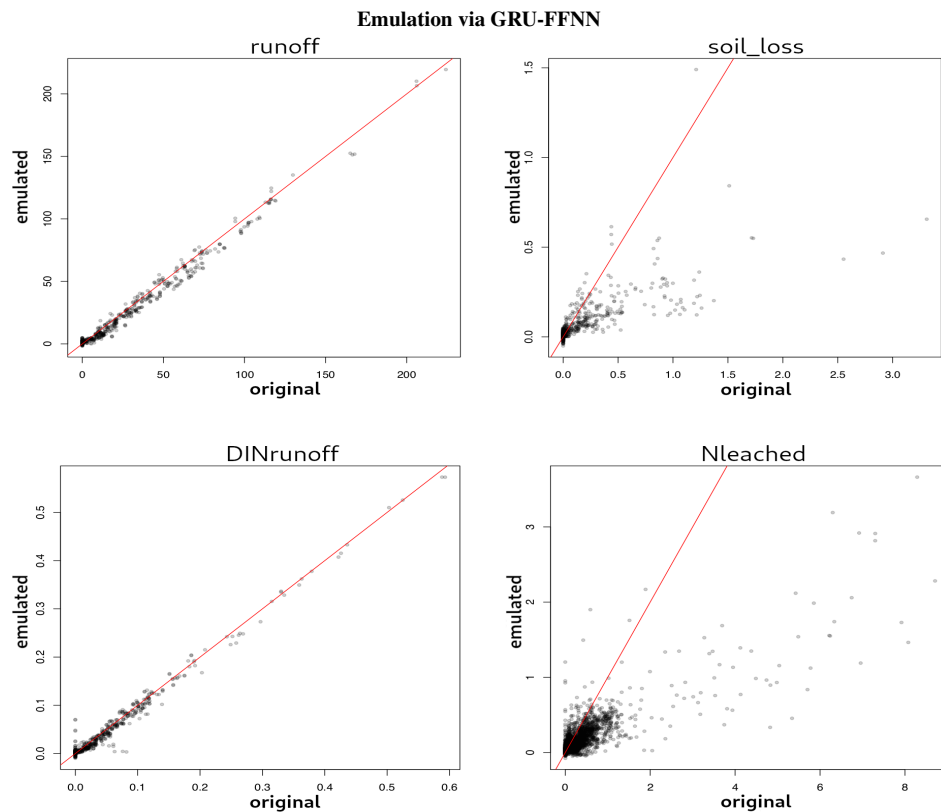 Emulation via GRU-FFNN
runoff
emulated
200
150
100
50
0
0 50 100 150 200
original
soil_loss
emulated
1.5
1.0
0.5
0.0
0.0 0.5 1.0 1.5 2.0 2.5 3.0
original
DINrunoff
emulated
0.5
0.4
0.3
0.2
0.1
0.0
0.0 0.1 0.2 0.3 0.4 0.5 0.6
original
Nleached
emulated
3
2
1
0
0 2 4 6 8
original